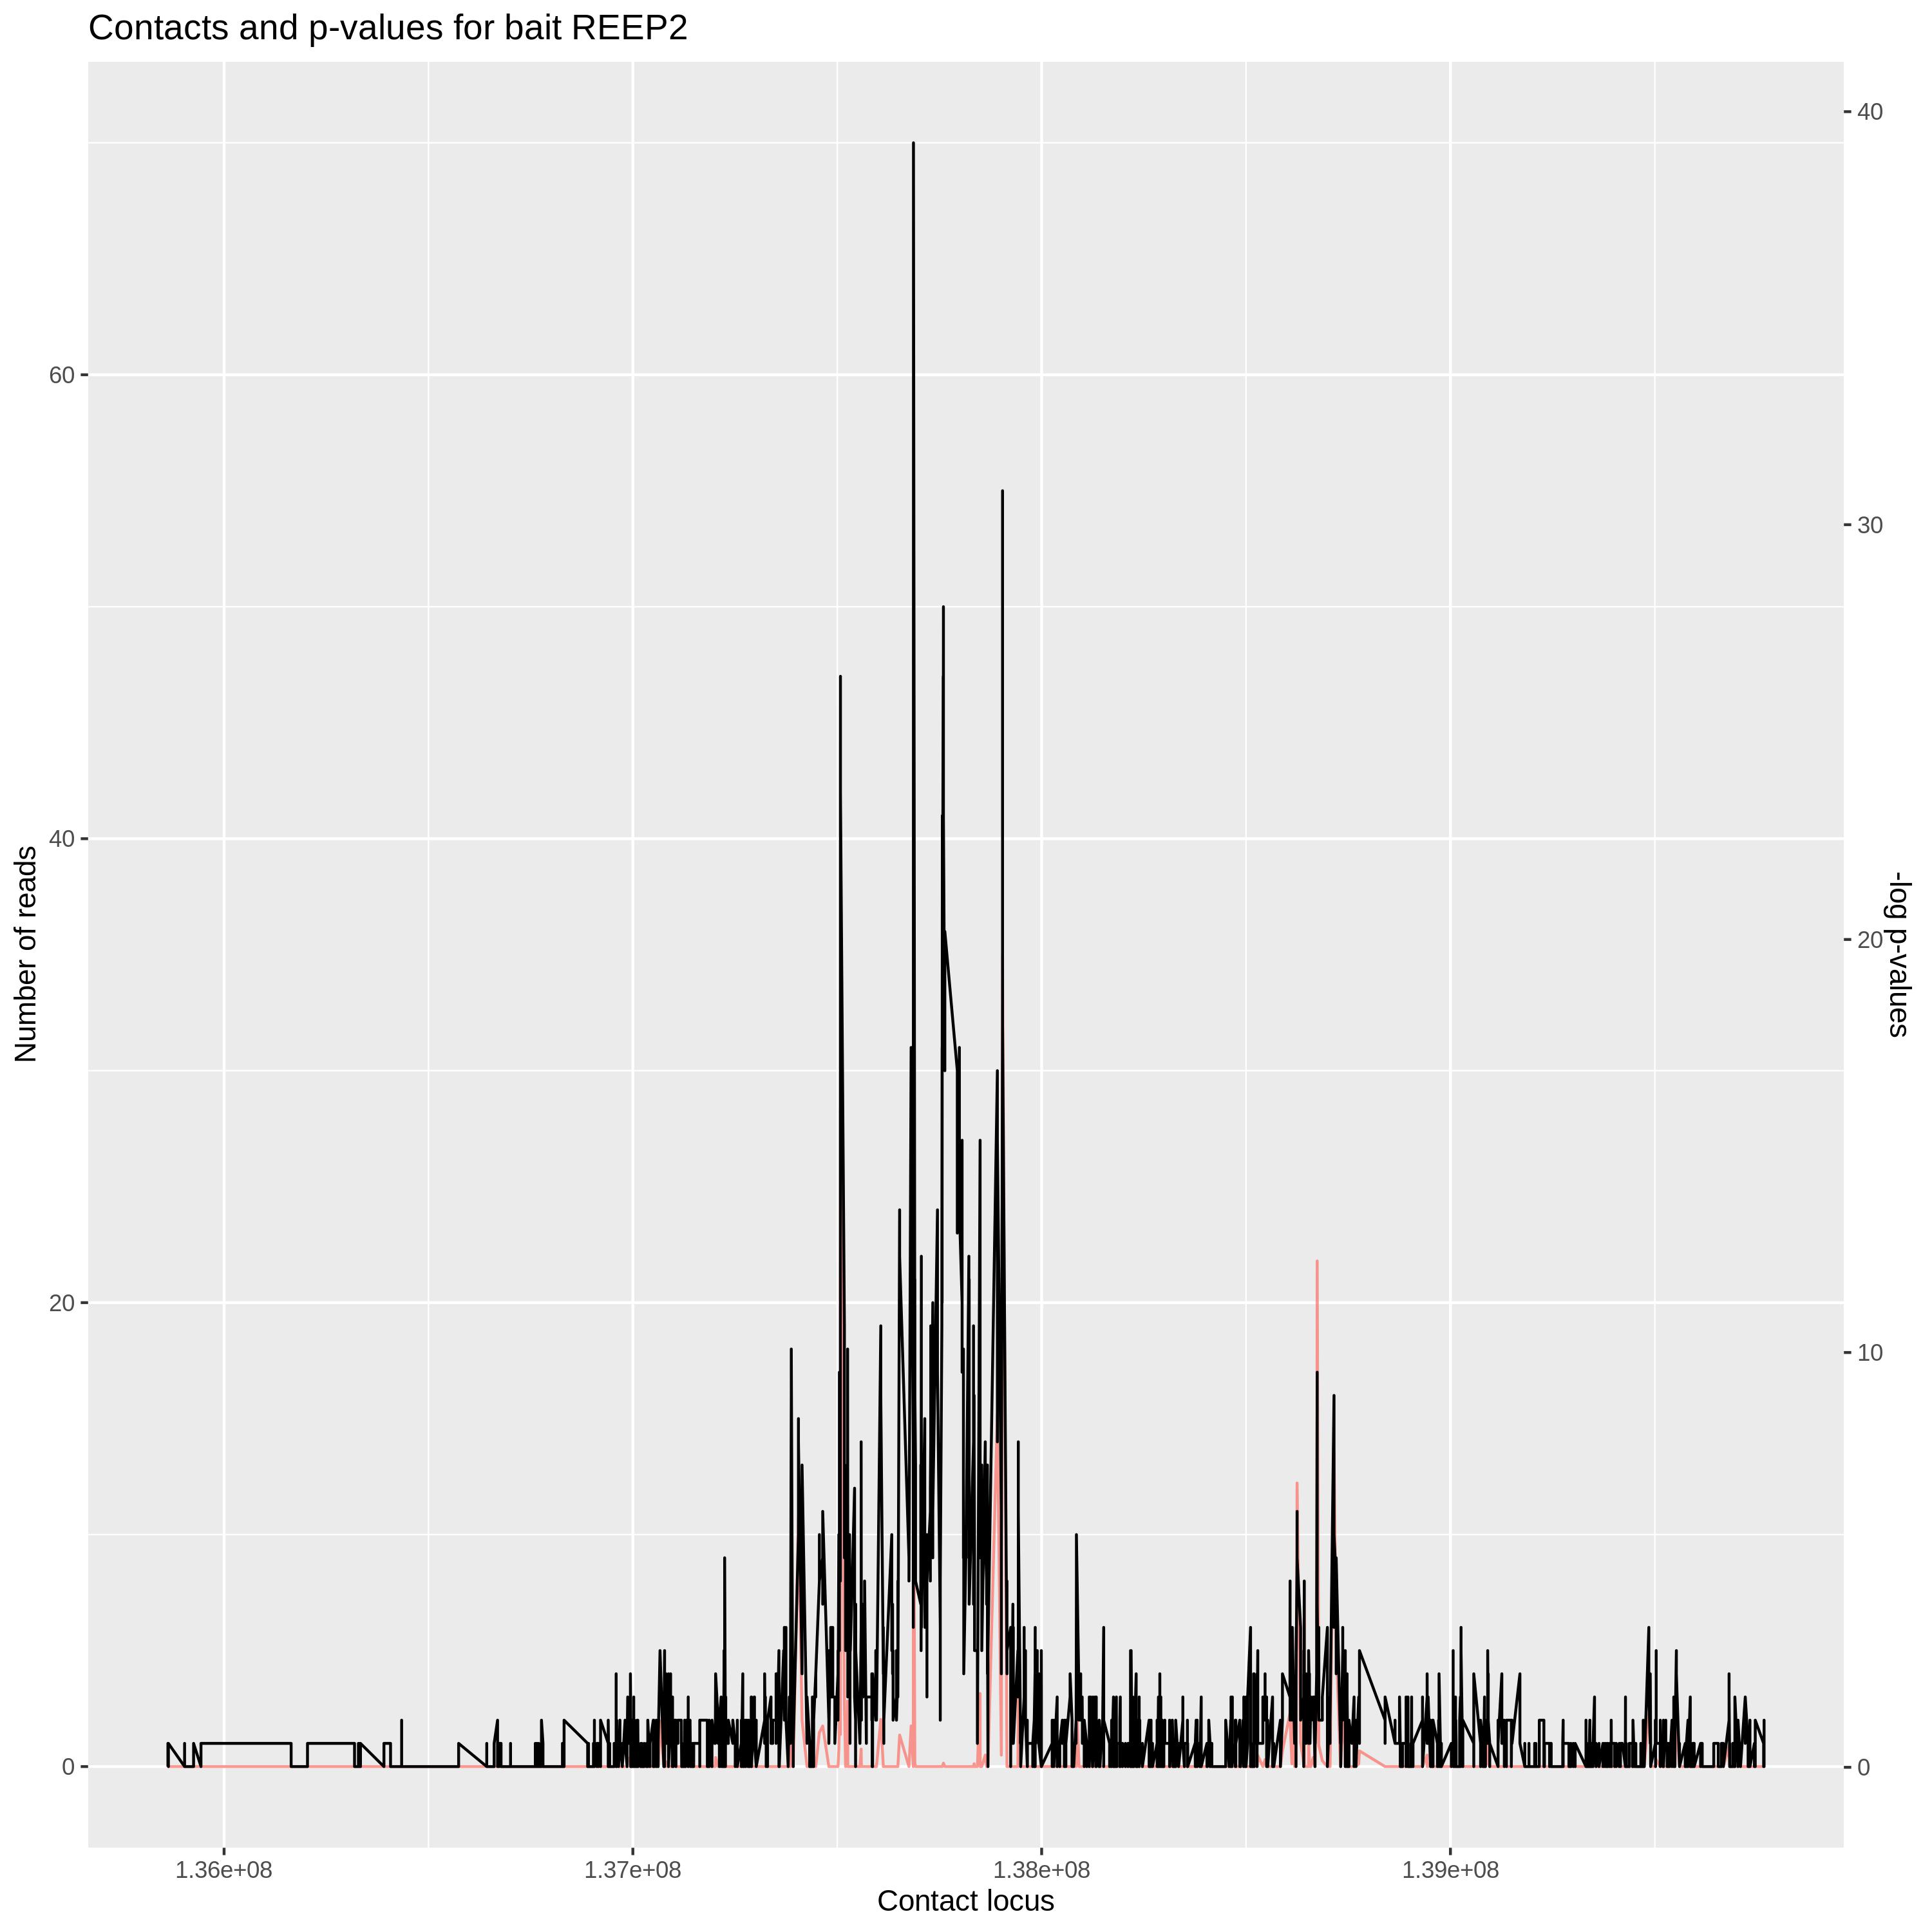 Contacts and p-values for bait REEP2
Number of reads
60
40
20
0
40
30
20
10
0
-log p-values
1.36e+08
1.37e+08
1.38e+08
1.39e+08
Contact locus